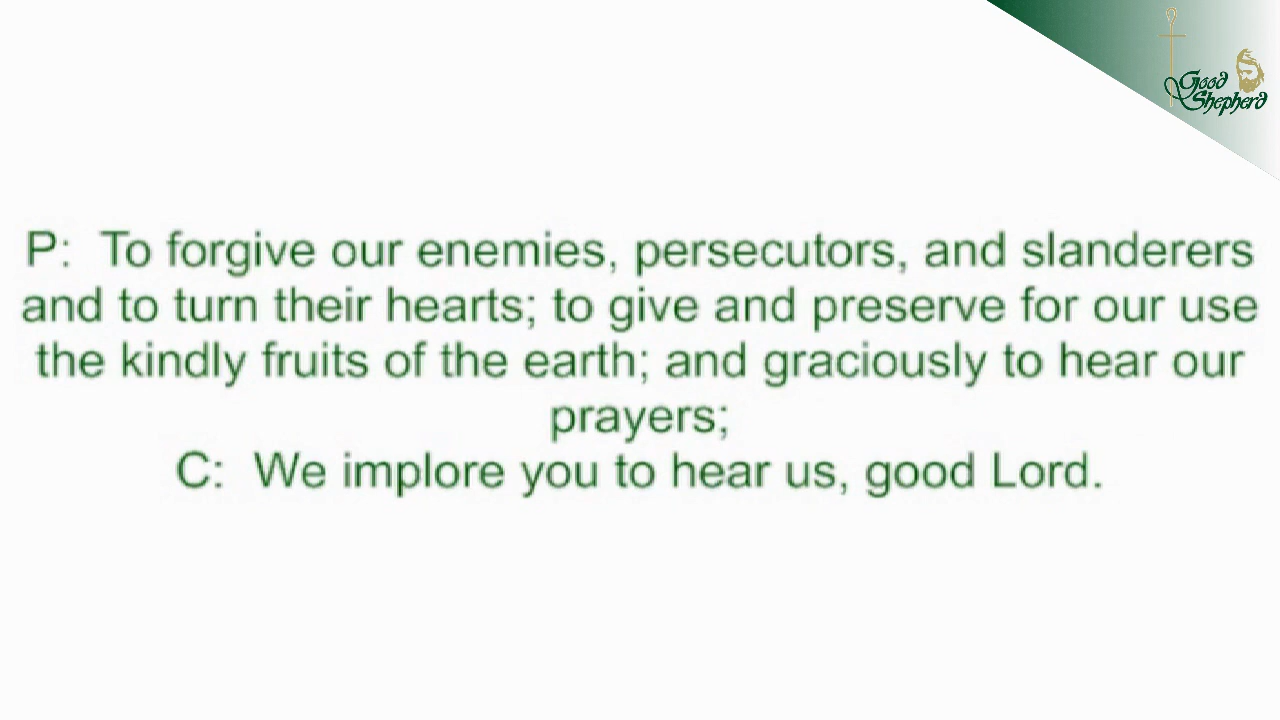 Good
Shepherd
P:  To forgive our enemies, persecutors, and slanderers
and to turn their hearts; to give and preserve for our use
the kindly fruits of the earth; and graciously to hear our
prayers;
C:  We implore you to hear us, good Lord.